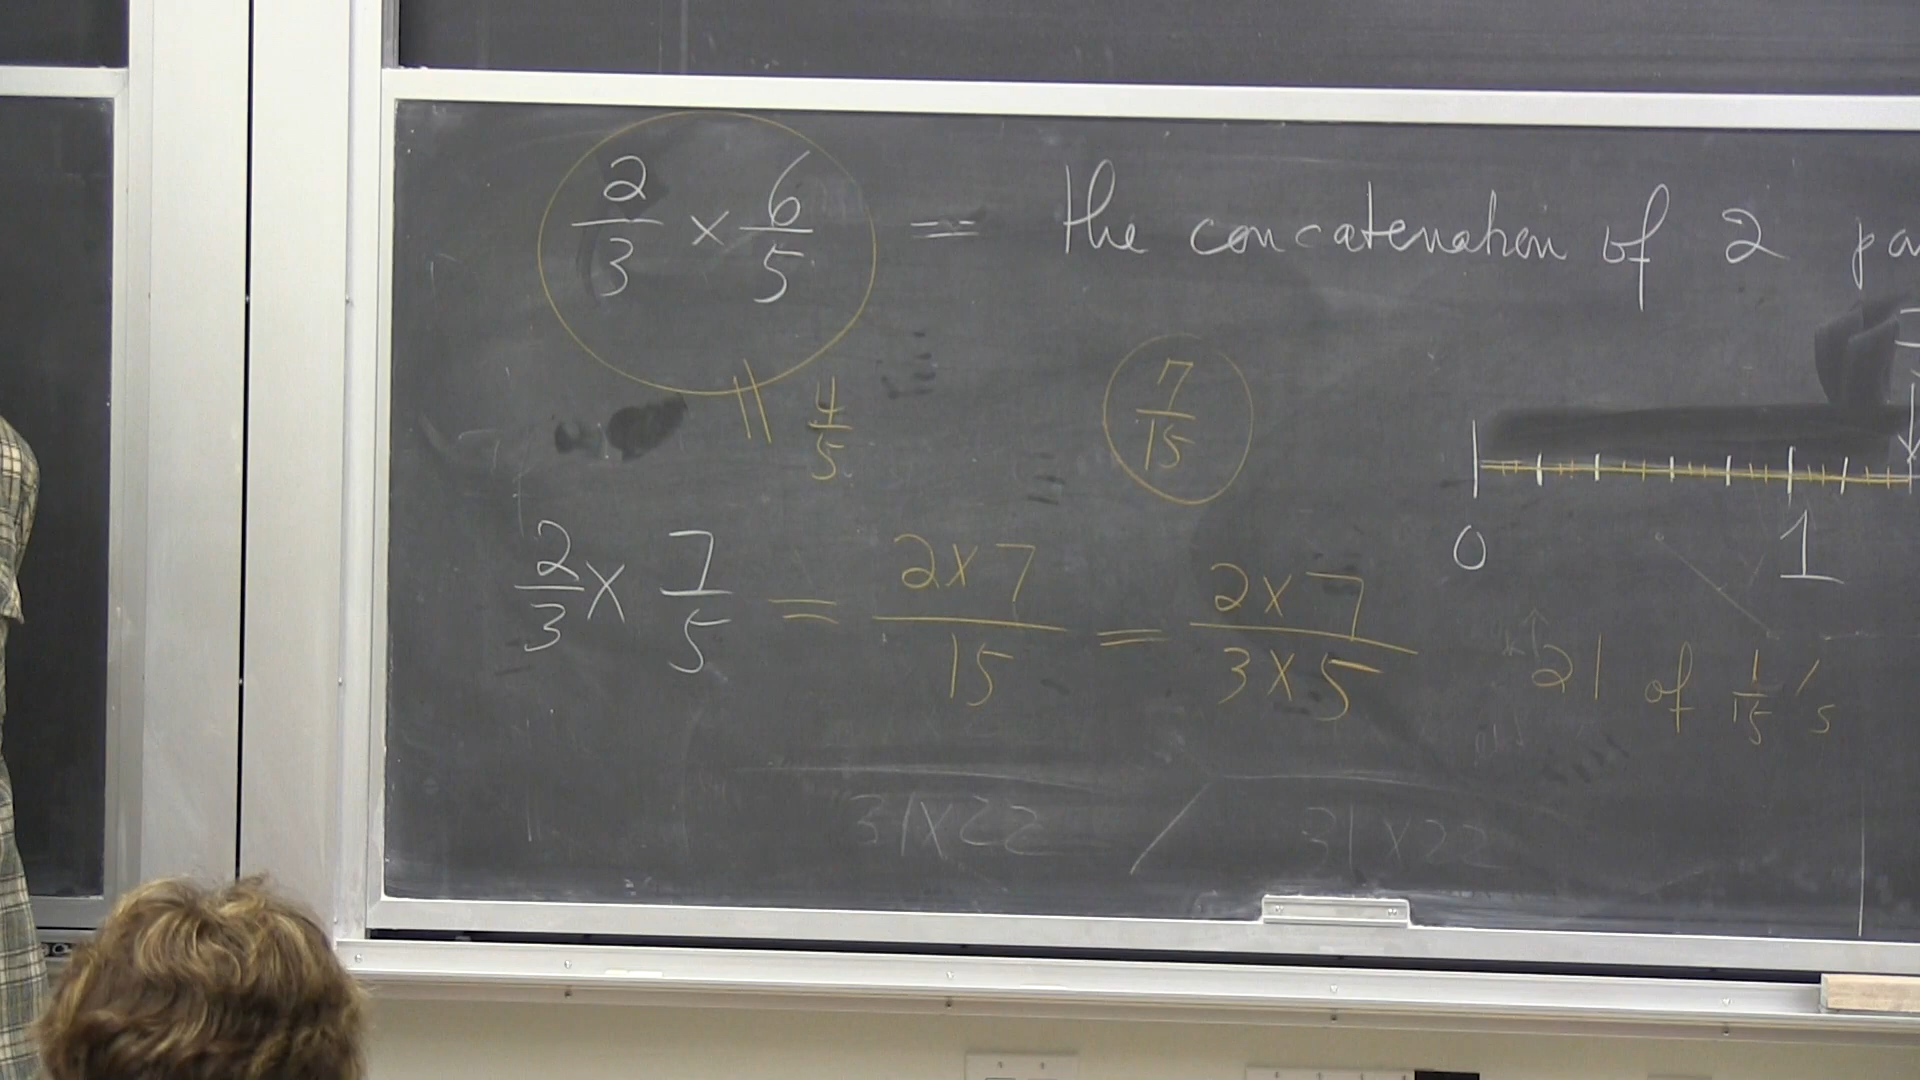 2/3 × 6/5 = the concatenation of 2 pa
|| 4/5
7/15
0 1
2/3 × 7/5 = 2×7/15 = 2×7/3×5
21 of 1/15's
31×22 / 31×22